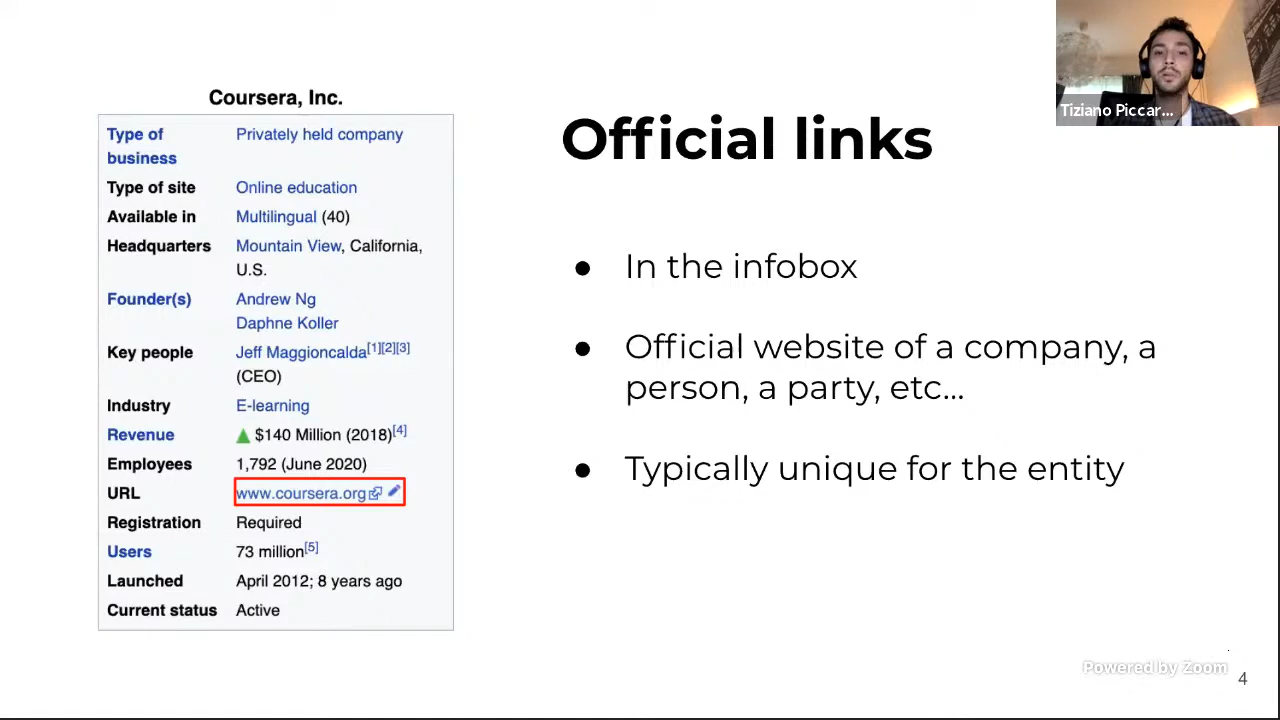 Coursera, Inc.
Type of
business
Privately held company
Type of site
Online education
Available in
Multilingual (40)
Headquarters
Mountain View, California,
U.S.
Founder(s)
Andrew Ng
Daphne Koller
Key people
Jeff Maggioncalda[1][2][3]
(CEO)
Industry
E-learning
Revenue
$140 Million (2018)[4]
Employees
1,792 (June 2020)
URL
www.coursera.org
Registration
Required
Users
73 million[5]
Launched
April 2012; 8 years ago
Current status
Active
Official links
● In the infobox
● Official website of a company, a
person, a party, etc...
● Typically unique for the entity
Tiziano Piccar...
Powered by Zoom
4